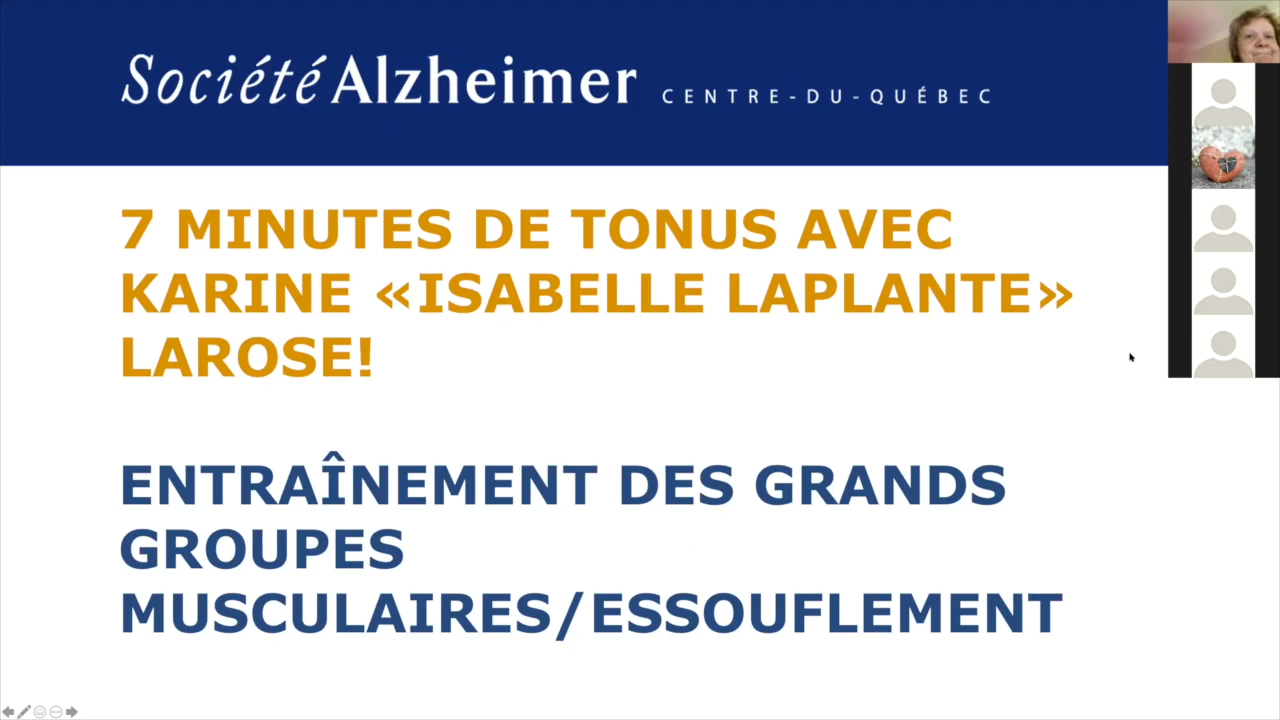 Société Alzheimer CENTRE-DU-QUÉBEC
7 MINUTES DE TONUS AVEC
KARINE «ISABELLE LAPLANTE»
LAROSE!
ENTRAÎNEMENT DES GRANDS
GROUPES
MUSCULAIRES/ESSOUFLEMENT